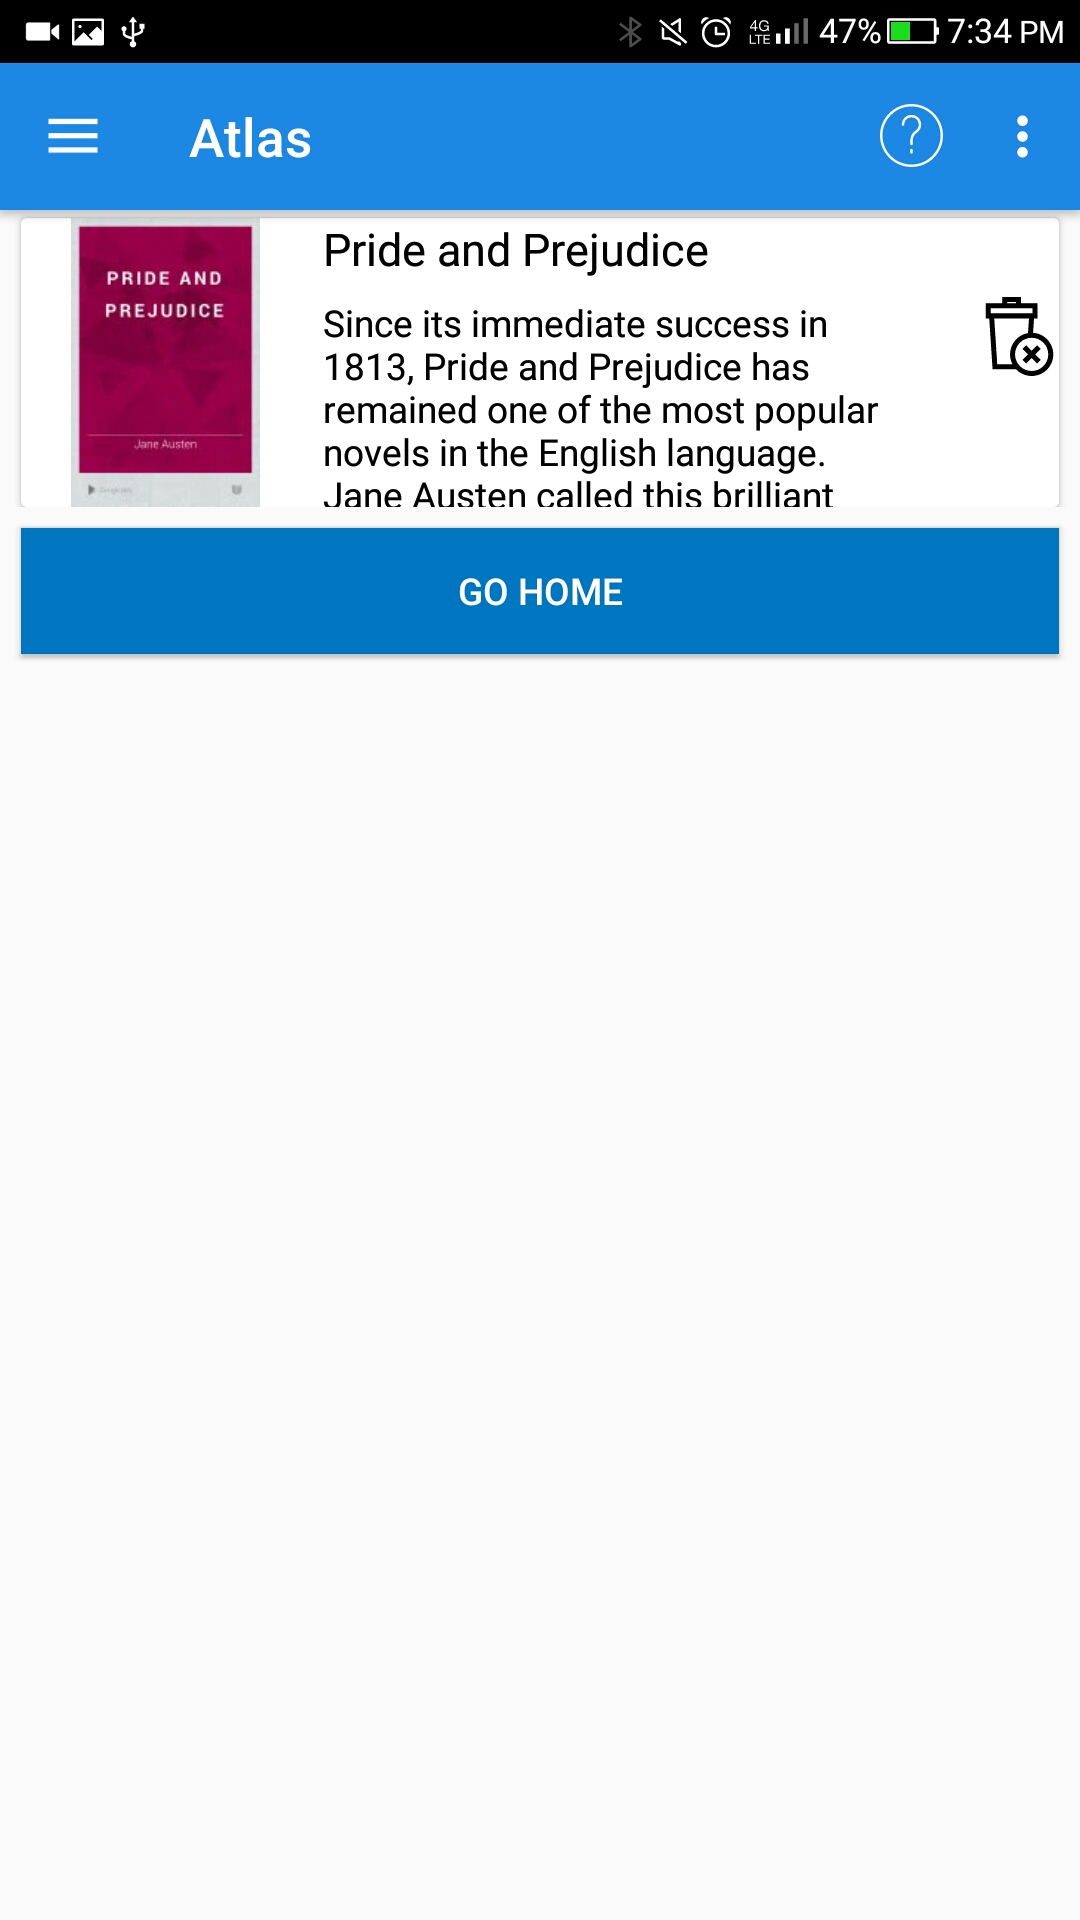 4G LTE 47% 7:34 PM
Atlas
PRIDE AND
PREJUDICE
Jane Austen
Pride and Prejudice
Since its immediate success in
1813, Pride and Prejudice has
remained one of the most popular
novels in the English language.
Jane Austen called this brilliant
GO HOME